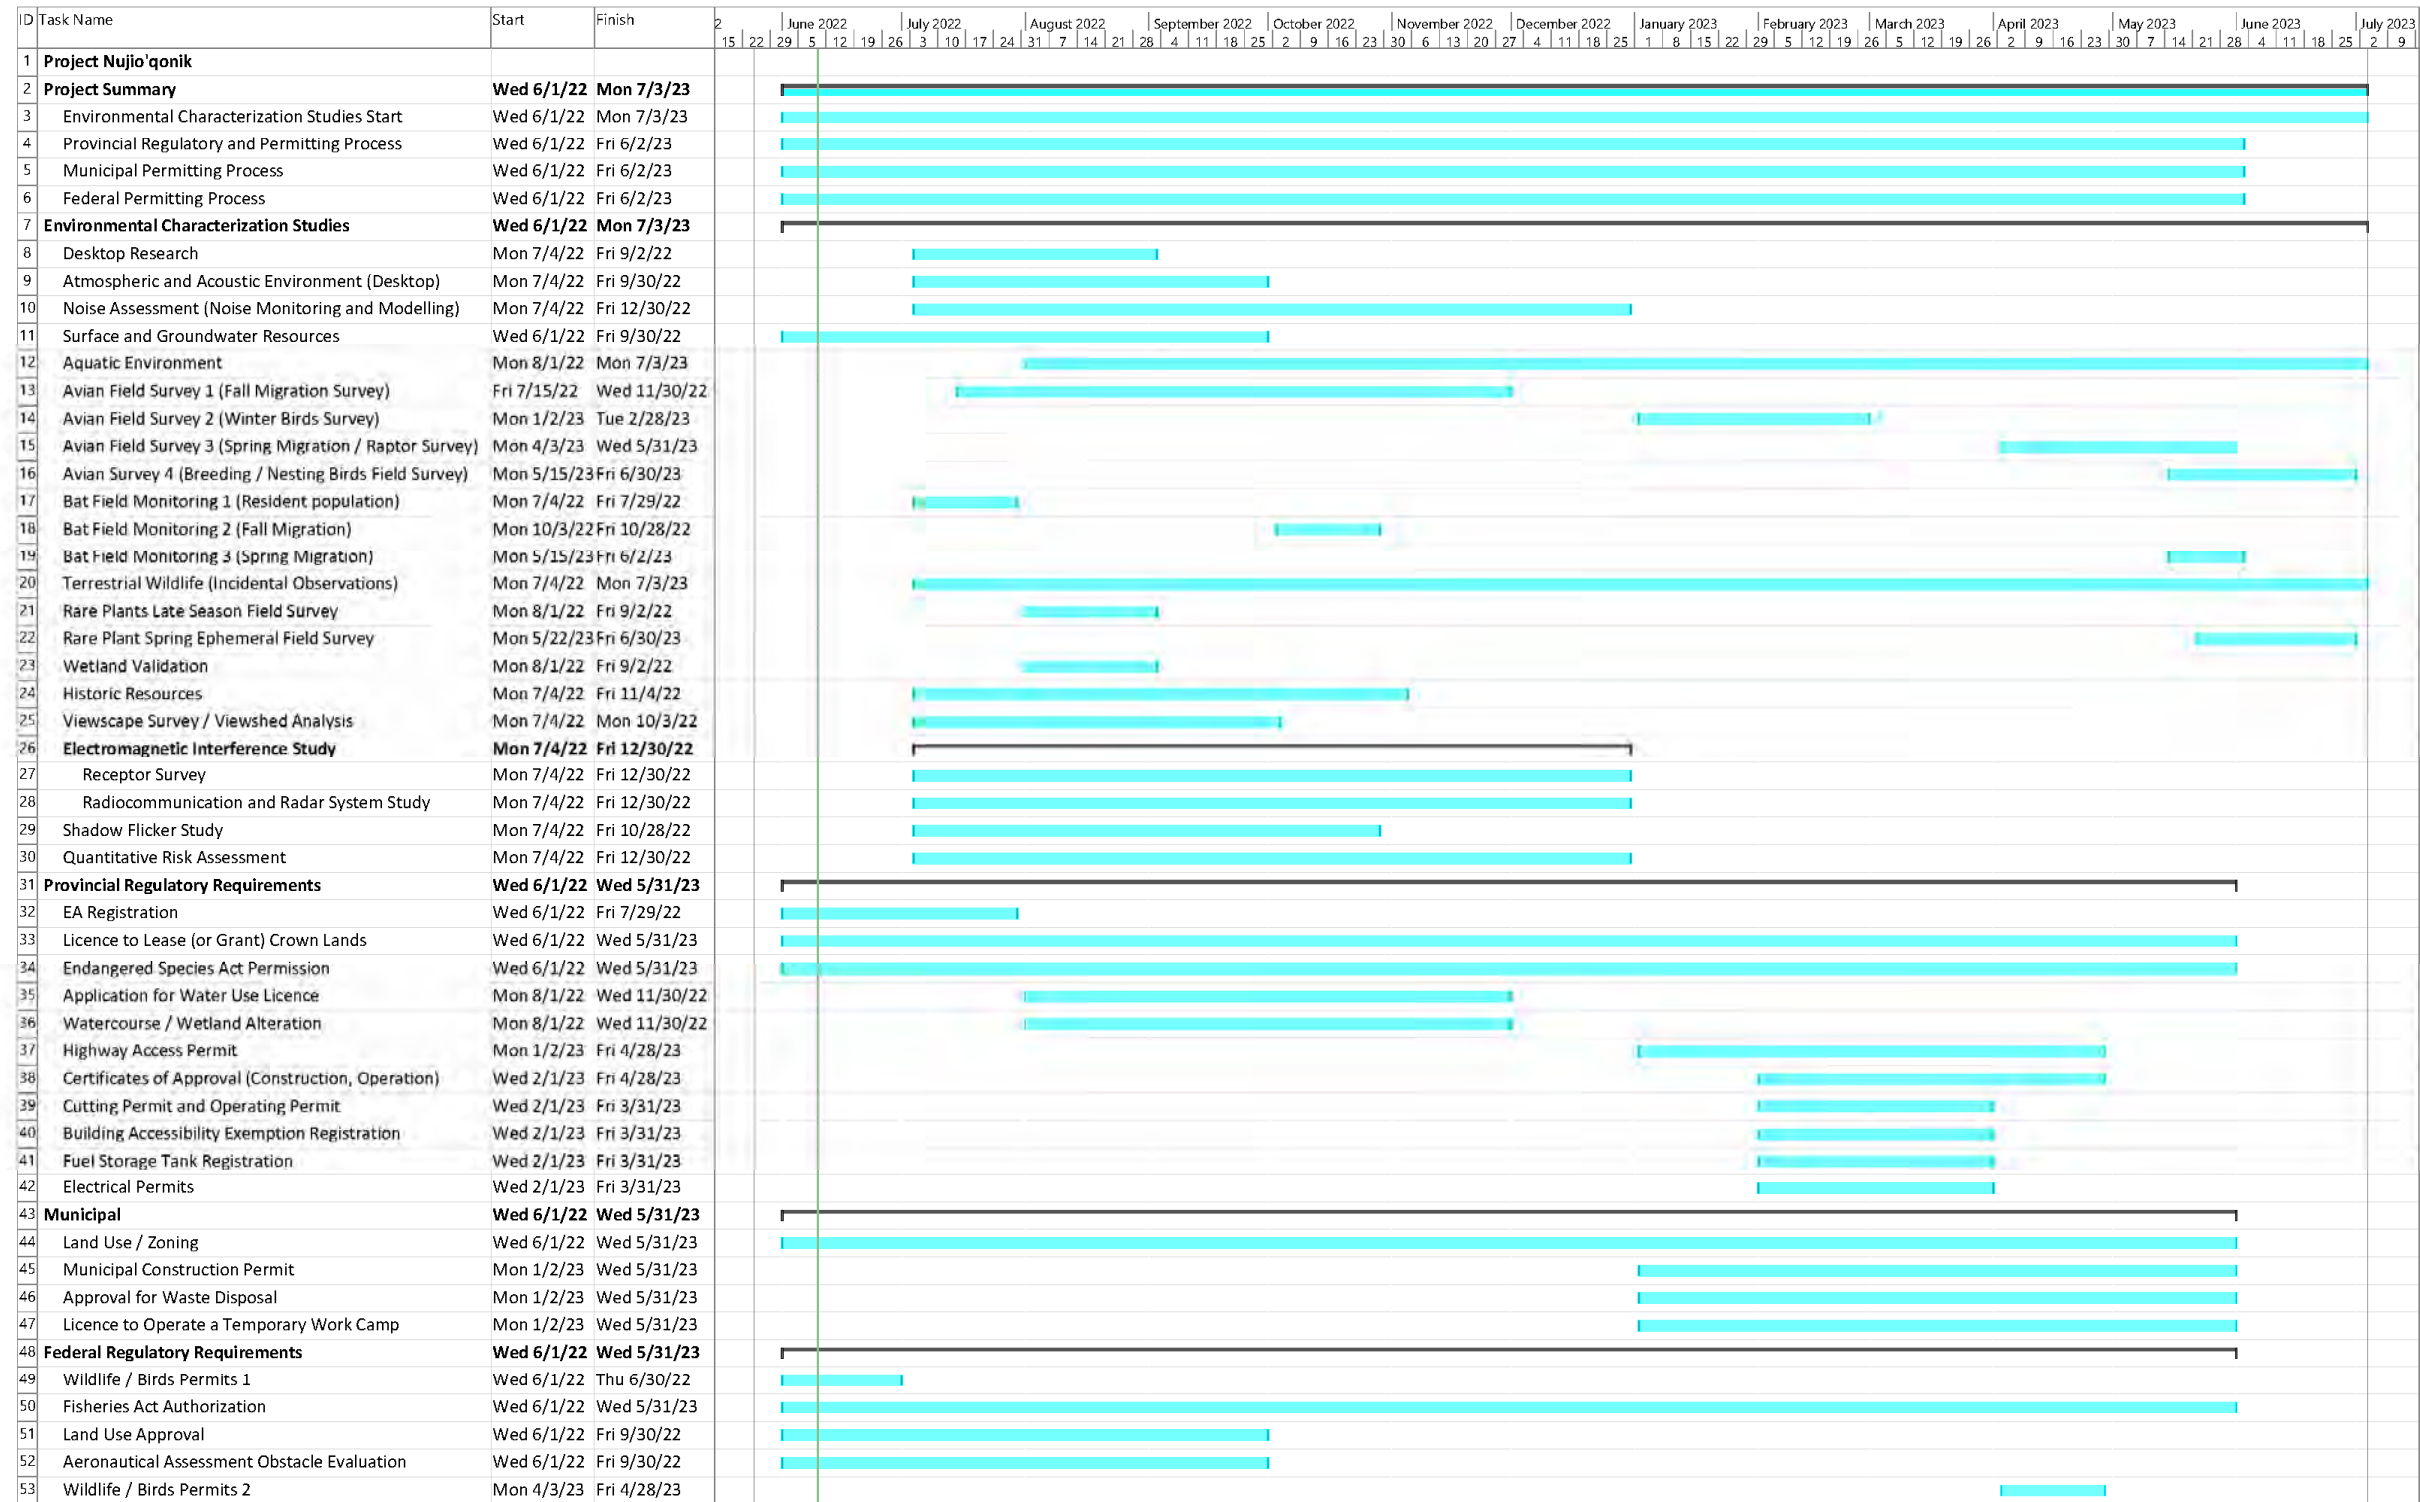 ID Task Name Start Finish 2 June 2022 July 2022 August 2022 September 2022 October 2022 November 2022 December 2022 January 2023 February 2023 March 2023 April 2023 May 2023 June 2023 July 2023
15 22 29 5 12 19 26 3 10 17 24 31 7 14 21 28 4 11 18 25 2 9 16 23 30 6 13 20 27 4 11 18 25 1 8 15 22 29 5 12 19 26 5 12 19 26 2 9 16 23 30 7 14 21 28 4 11 18 25 2 9
1 Project Nujio'qonik
2 Project Summary Wed 6/1/22 Mon 7/3/23
3 Environmental Characterization Studies Start Wed 6/1/22 Mon 7/3/23
4 Provincial Regulatory and Permitting Process Wed 6/1/22 Fri 6/2/23
5 Municipal Permitting Process Wed 6/1/22 Fri 6/2/23
6 Federal Permitting Process Wed 6/1/22 Fri 6/2/23
7 Environmental Characterization Studies Wed 6/1/22 Mon 7/3/23
8 Desktop Research Mon 7/4/22 Fri 9/2/22
9 Atmospheric and Acoustic Environment (Desktop) Mon 7/4/22 Fri 9/30/22
10 Noise Assessment (Noise Monitoring and Modelling) Mon 7/4/22 Fri 12/30/22
11 Surface and Groundwater Resources Wed 6/1/22 Fri 9/30/22
12 Aquatic Environment Mon 8/1/22 Mon 7/3/23
13 Avian Field Survey 1 (Fall Migration Survey) Fri 7/15/22 Wed 11/30/22
14 Avian Field Survey 2 (Winter Birds Survey) Mon 1/2/23 Tue 2/28/23
15 Avian Field Survey 3 (Spring Migration / Raptor Survey) Mon 4/3/23 Wed 5/31/23
16 Avian Survey 4 (Breeding / Nesting Birds Field Survey) Mon 5/15/23 Fri 6/30/23
17 Bat Field Monitoring 1 (Resident population) Mon 7/4/22 Fri 7/29/22
18 Bat Field Monitoring 2 (Fall Migration) Mon 10/3/22 Fri 10/28/22
19 Bat Field Monitoring 3 (Spring Migration) Mon 5/15/23 Fri 6/2/23
20 Terrestrial Wildlife (Incidental Observations) Mon 7/4/22 Mon 7/3/23
21 Rare Plants Late Season Field Survey Mon 8/1/22 Fri 9/2/22
22 Rare Plant Spring Ephemeral Field Survey Mon 5/22/23 Fri 6/30/23
23 Wetland Validation Mon 8/1/22 Fri 9/2/22
24 Historic Resources Mon 7/4/22 Fri 11/4/22
25 Viewscape Survey / Viewshed Analysis Mon 7/4/22 Mon 10/3/22
26 Electromagnetic Interference Study Mon 7/4/22 Fri 12/30/22
27 Receptor Survey Mon 7/4/22 Fri 12/30/22
28 Radiocommunication and Radar System Study Mon 7/4/22 Fri 12/30/22
29 Shadow Flicker Study Mon 7/4/22 Fri 10/28/22
30 Quantitative Risk Assessment Mon 7/4/22 Fri 12/30/22
31 Provincial Regulatory Requirements Wed 6/1/22 Wed 5/31/23
32 EA Registration Wed 6/1/22 Fri 7/29/22
33 Licence to Lease (or Grant) Crown Lands Wed 6/1/22 Wed 5/31/23
34 Endangered Species Act Permission Wed 6/1/22 Wed 5/31/23
35 Application for Water Use Licence Mon 8/1/22 Wed 11/30/22
36 Watercourse / Wetland Alteration Mon 8/1/22 Wed 11/30/22
37 Highway Access Permit Mon 1/2/23 Fri 4/28/23
38 Certificates of Approval (Construction, Operation) Wed 2/1/23 Fri 4/28/23
39 Cutting Permit and Operating Permit Wed 2/1/23 Fri 3/31/23
40 Building Accessibility Exemption Registration Wed 2/1/23 Fri 3/31/23
41 Fuel Storage Tank Registration Wed 2/1/23 Fri 3/31/23
42 Electrical Permits Wed 2/1/23 Fri 3/31/23
43 Municipal Wed 6/1/22 Wed 5/31/23
44 Land Use / Zoning Wed 6/1/22 Wed 5/31/23
45 Municipal Construction Permit Mon 1/2/23 Wed 5/31/23
46 Approval for Waste Disposal Mon 1/2/23 Wed 5/31/23
47 Licence to Operate a Temporary Work Camp Mon 1/2/23 Wed 5/31/23
48 Federal Regulatory Requirements Wed 6/1/22 Wed 5/31/23
49 Wildlife / Birds Permits 1 Wed 6/1/22 Thu 6/30/22
50 Fisheries Act Authorization Wed 6/1/22 Wed 5/31/23
51 Land Use Approval Wed 6/1/22 Fri 9/30/22
52 Aeronautical Assessment Obstacle Evaluation Wed 6/1/22 Fri 9/30/22
53 Wildlife / Birds Permits 2 Mon 4/3/23 Fri 4/28/23